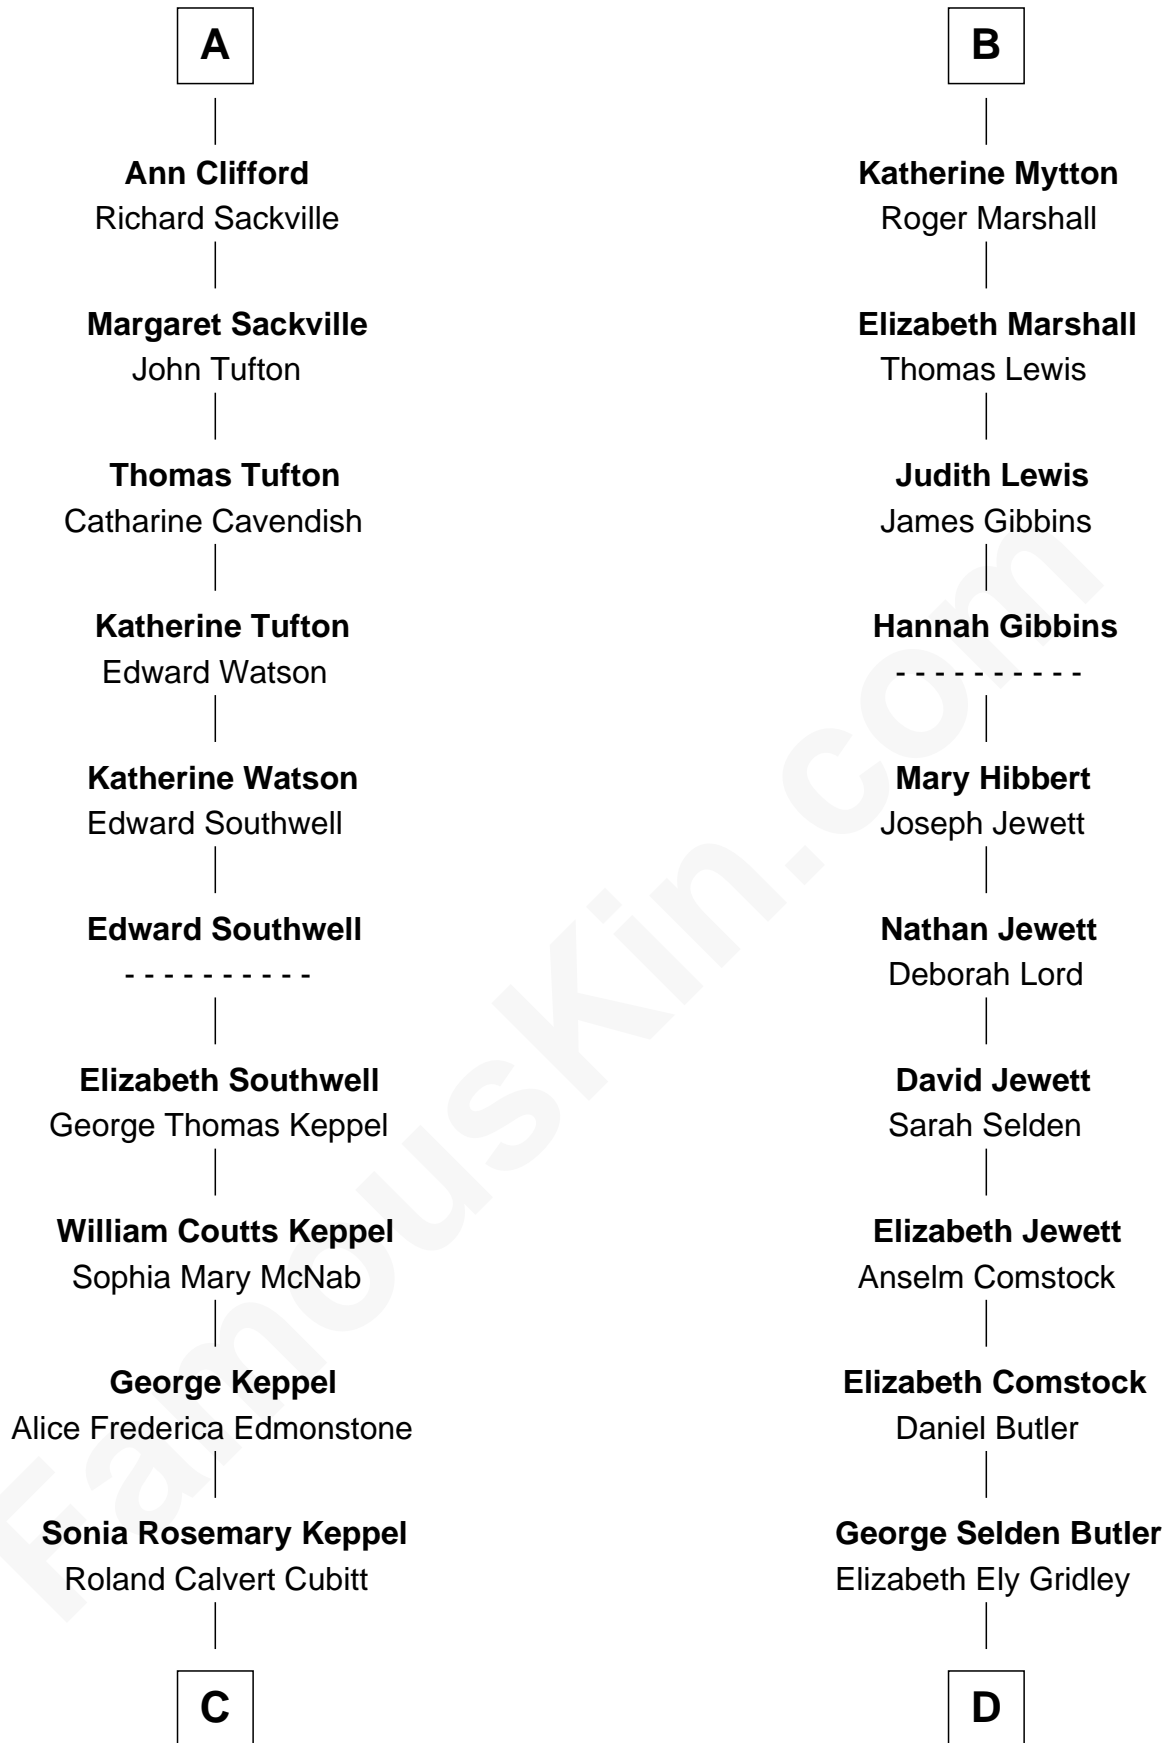 A
Ann Clifford
Richard Sackville
Margaret Sackville
John Tufton
Thomas Tufton
Catharine Cavendish
Katherine Tufton
Edward Watson
Katherine Watson
Edward Southwell
Edward Southwell
- - - - - - - - - -
Elizabeth Southwell
George Thomas Keppel
William Coutts Keppel
Sophia Mary McNab
George Keppel
Alice Frederica Edmonstone
Sonia Rosemary Keppel
Roland Calvert Cubitt
C
B
Katherine Mytton
Roger Marshall
Elizabeth Marshall
Thomas Lewis
Judith Lewis
James Gibbins
Hannah Gibbins
- - - - - - - - - -
Mary Hibbert
Joseph Jewett
Nathan Jewett
Deborah Lord
David Jewett
Sarah Selden
Elizabeth Jewett
Anselm Comstock
Elizabeth Comstock
Daniel Butler
George Selden Butler
Elizabeth Ely Gridley
D
FamousKin.com